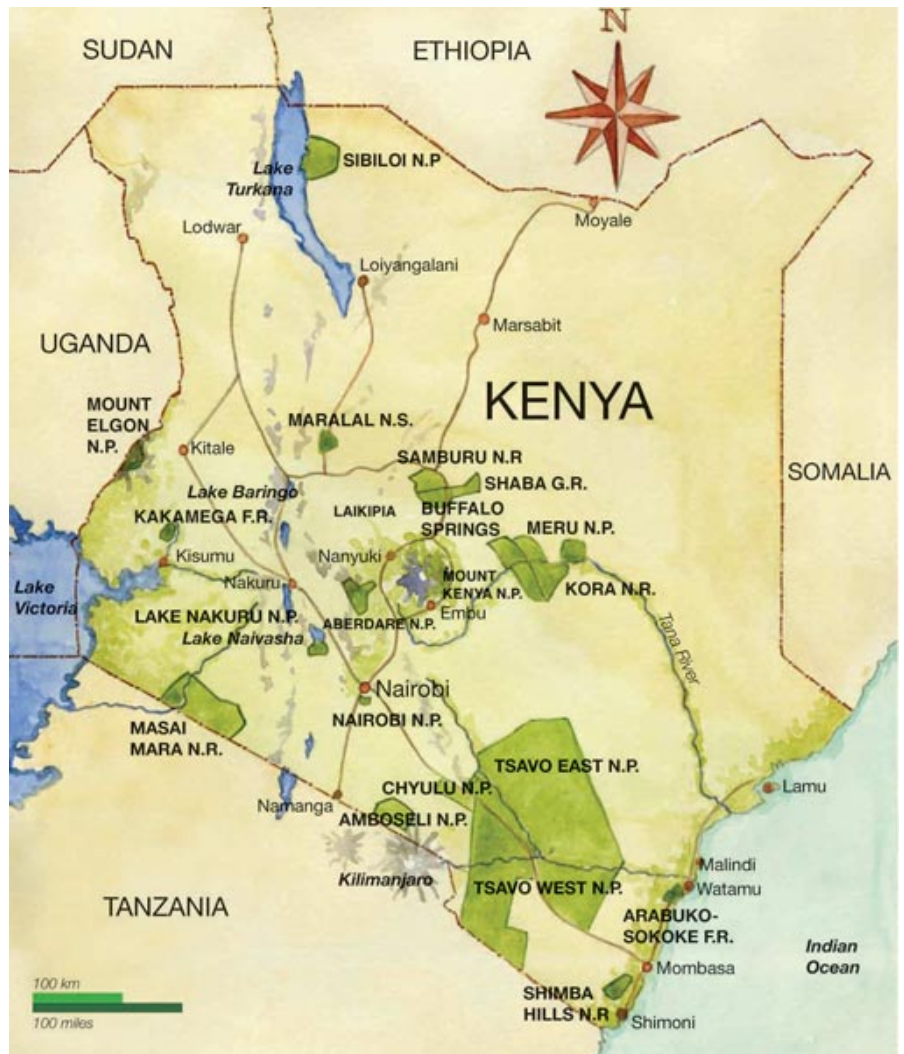 N
SUDAN
ETHIOPIA
SIBILOI N.P
Lake
Turkana
Moyale
Lodwar
Loiyangalani
Marsabit
UGANDA
KENYA
MOUNT
ELGON
N.P.
MARALAL N.S.
Kitale
SAMBURU N.R
SOMALIA
SHABA G.R.
Lake Baringo
LAIKIPIA
BUFFALO
SPRINGS
KAKAMEGA F.R.
MERU N.P.
Kisumu
Nanyuki
Lake
Victoria
Nakuru
MOUNT
KENYA N.P.
KORA N.R.
Embu
LAKE NAKURU N.P.
ABERDARE N.P.
Lake Naivasha
Tana River
Nairobi
NAIROBI N.P.
MASAI
MARA N.R.
TSAVO EAST N.P.
CHYULU N.P.
Lamu
Namanga
AMBOSELI N.P.
Malindi
Kilimanjaro
TSAVO WEST N.P.
Watamu
TANZANIA
ARABUKO-
SOKOKE F.R.
Indian
Ocean
Mombasa
100 km
100 miles
SHIMBA
HILLS N.R
Shimoni